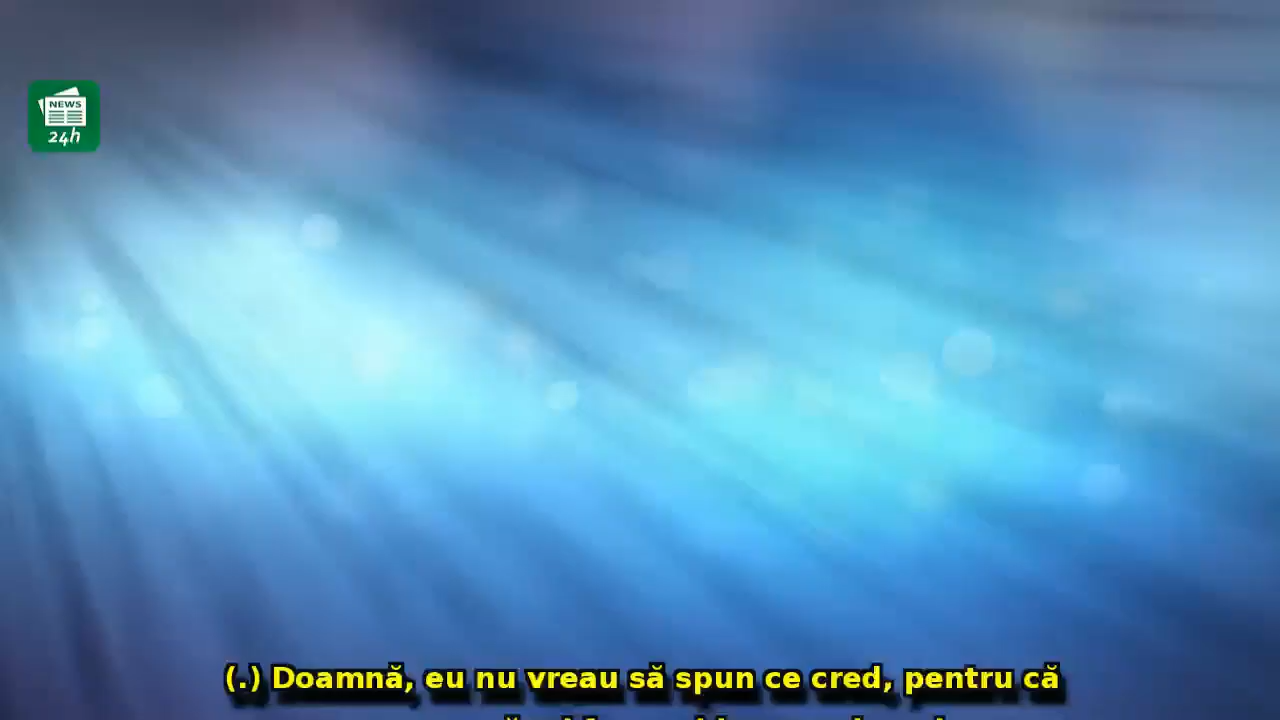 NEWS
24h
(.) Doamnă, eu nu vreau să spun ce cred, pentru că